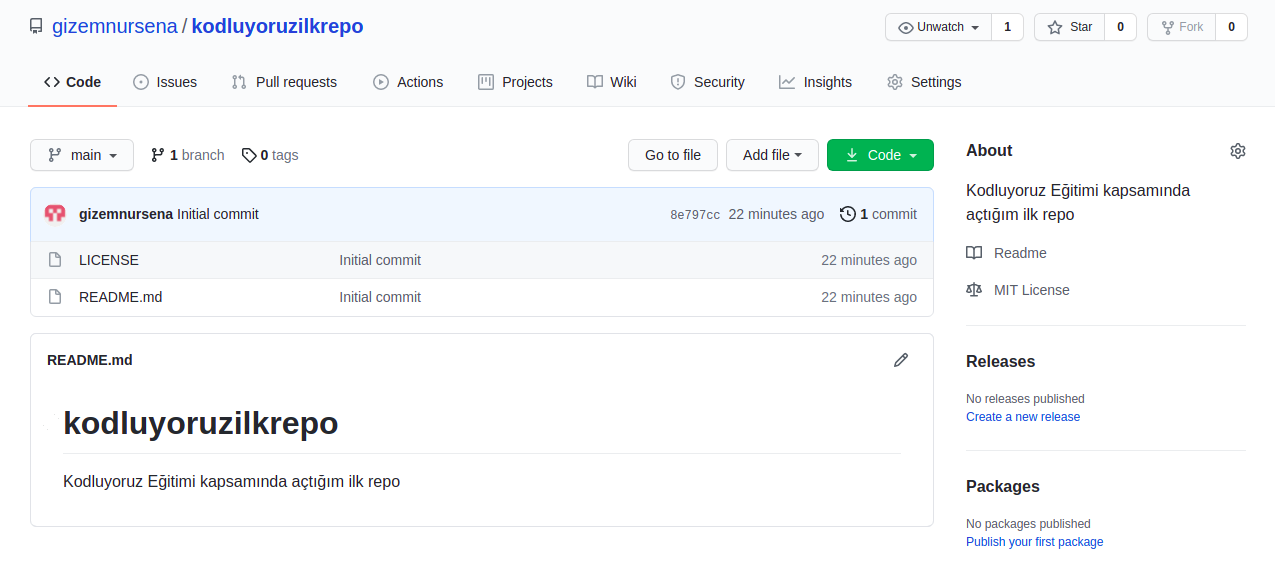 gizemnursena / kodluyoruzilkrepo
Unwatch 1 Star 0 Fork 0
Code Issues Pull requests Actions Projects Wiki Security Insights Settings
main 1 branch 0 tags Go to file Add file Code
gizemnursena Initial commit 8e797cc 22 minutes ago 1 commit
LICENSE Initial commit 22 minutes ago
README.md Initial commit 22 minutes ago
README.md
kodluyoruzilkrepo
Kodluyoruz Eğitimi kapsamında açtığım ilk repo
About
Kodluyoruz Eğitimi kapsamında
açtığım ilk repo
Readme
MIT License
Releases
No releases published
Create a new release
Packages
No packages published
Publish your first package